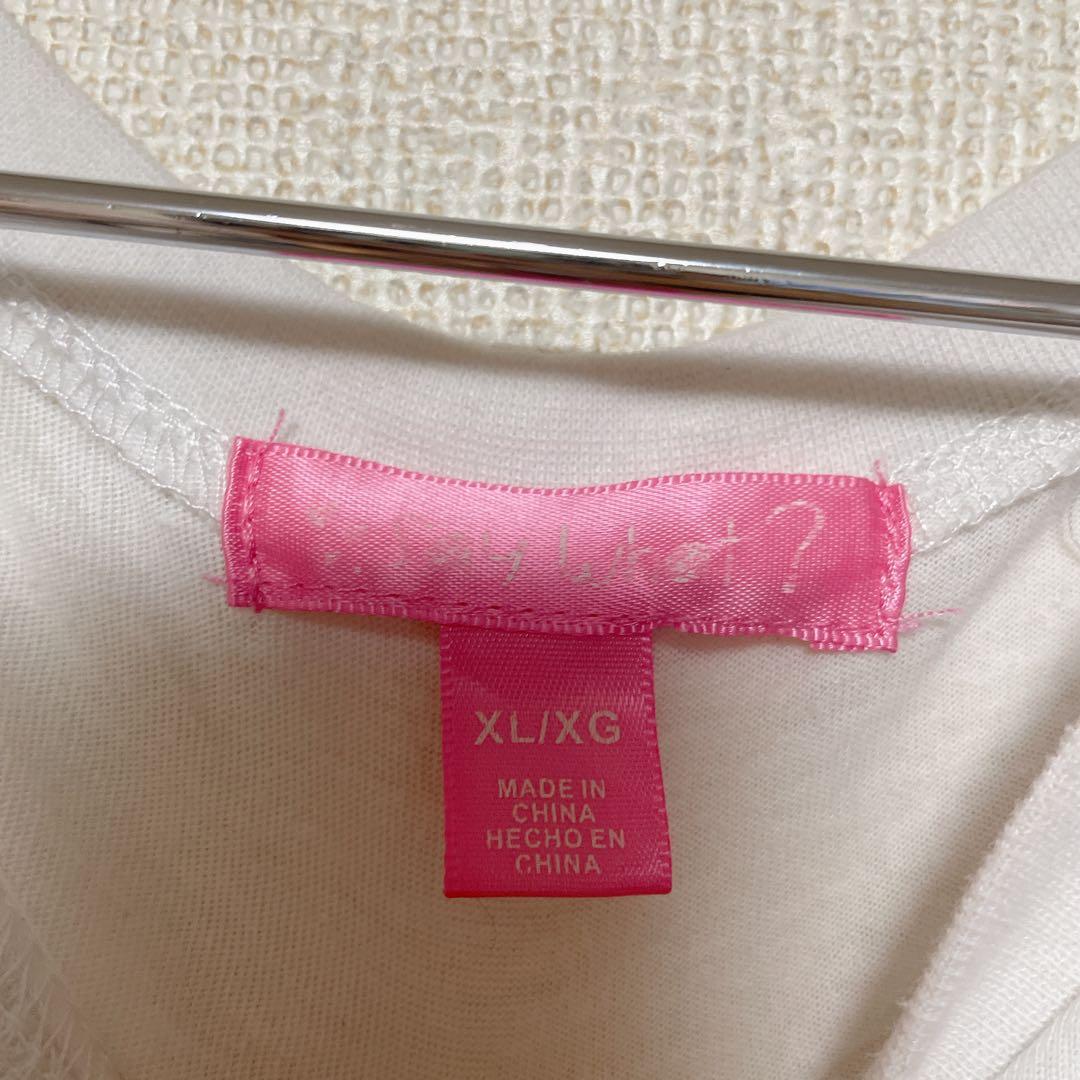 Say What?
XL/XG
MADE IN
CHINA
HECHO EN
CHINA